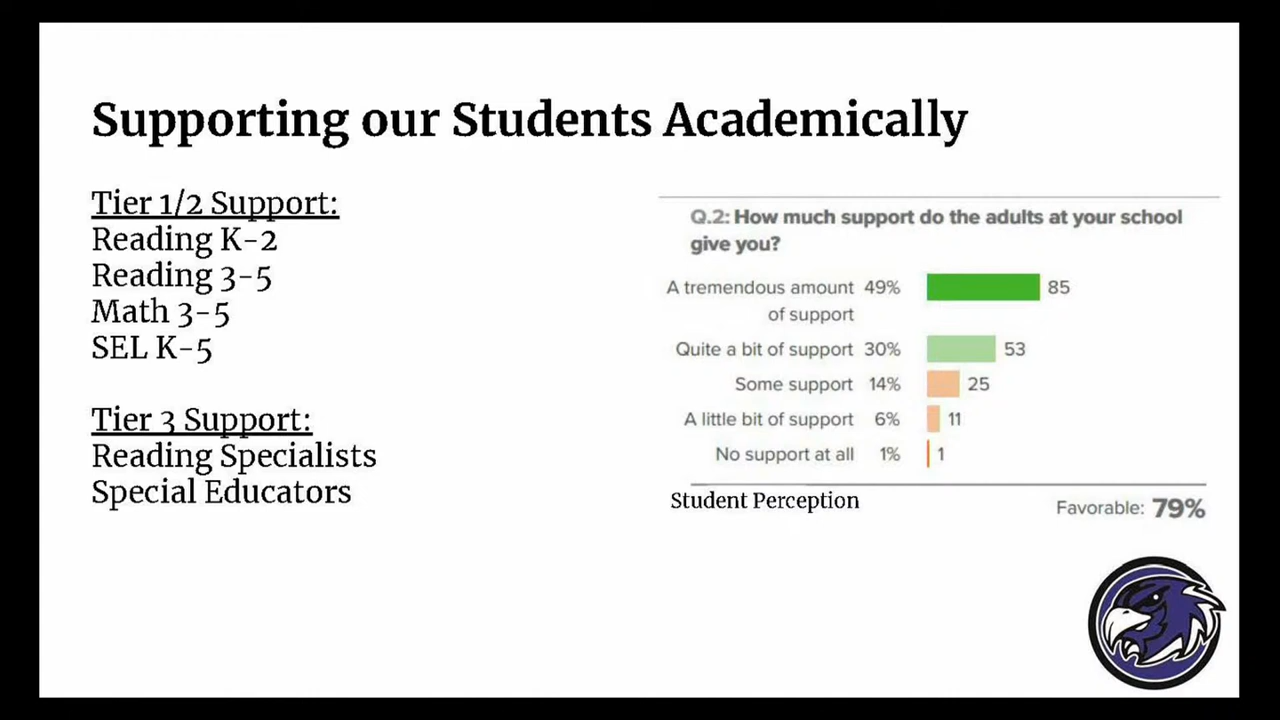 Supporting our Students Academically
Tier 1/2 Support:
Reading K-2
Reading 3-5
Math 3-5
SEL K-5
Tier 3 Support:
Reading Specialists
Special Educators
Q.2: How much support do the adults at your school
give you?
A tremendous amount 49% 85
of support
Quite a bit of support 30% 53
Some support 14% 25
A little bit of support 6% 11
No support at all 1% 1
Student Perception
Favorable: 79%